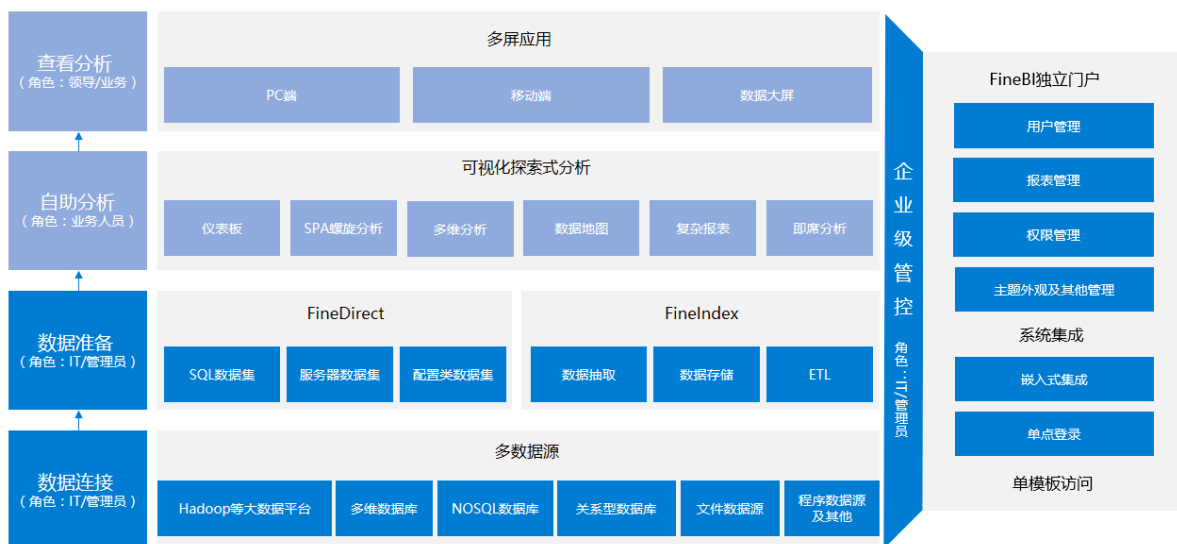 查看分析
（角色：领导/业务）
多屏应用
PC端
移动端
数据大屏
自助分析
（角色：业务人员）
可视化探索式分析
仪表板
SPA螺旋分析
多维分析
数据地图
复杂报表
即席分析
数据准备
（角色：IT/管理员）
FineDirect
SQL数据集
服务器数据集
配置类数据集
FineIndex
数据抽取
数据存储
ETL
数据连接
（角色：IT/管理员）
多数据源
Hadoop等大数据平台
多维数据库
NOSQL数据库
关系型数据库
文件数据源
程序数据源
及其他
企业级管控
角色：IT/管理员
FineBI独立门户
用户管理
报表管理
权限管理
主题外观及其他管理
系统集成
嵌入式集成
单点登录
单模板访问